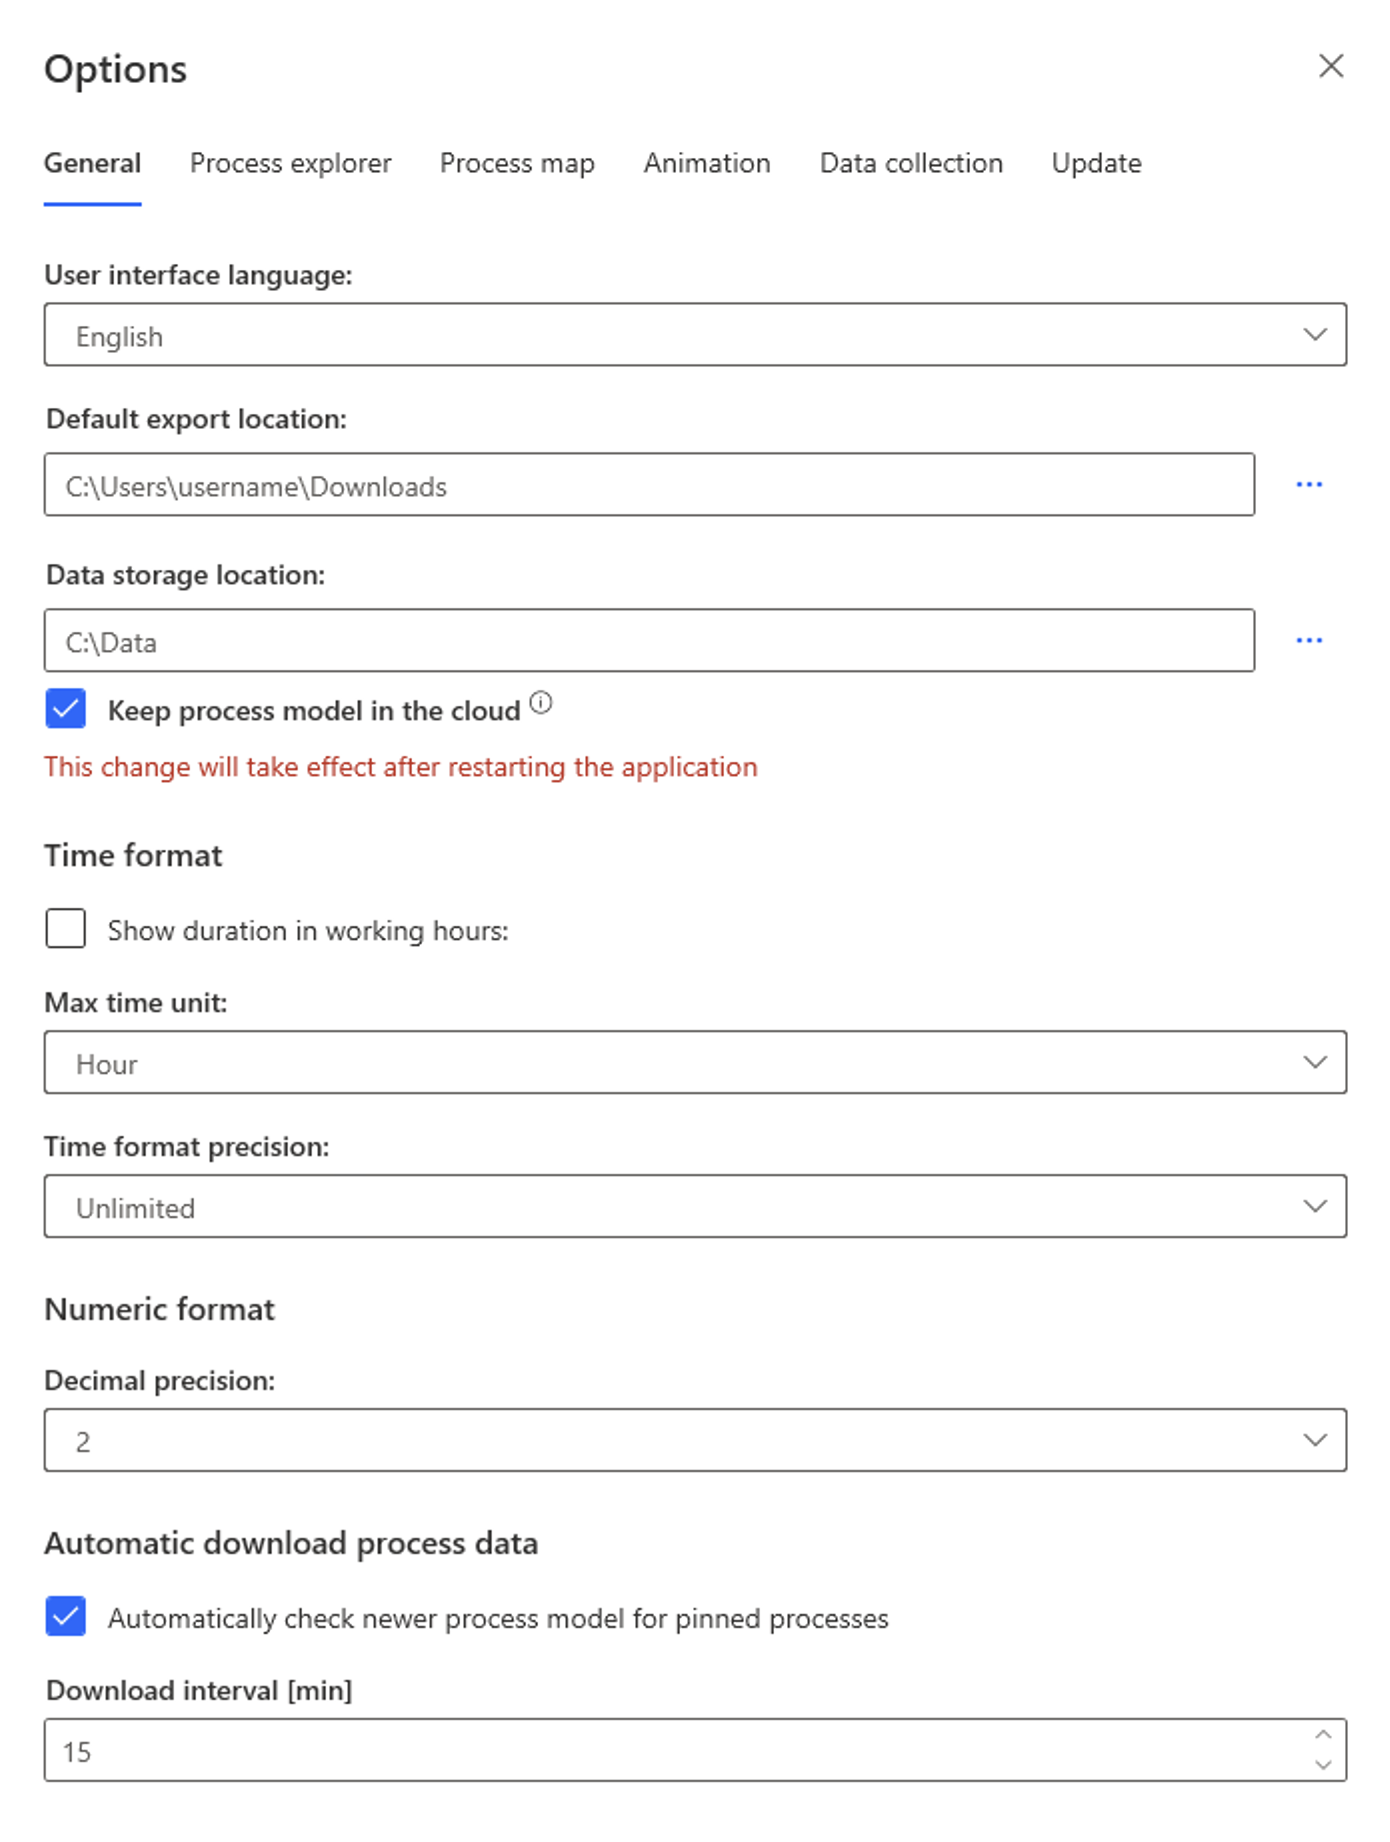 Options
General Process explorer Process map Animation Data collection Update
User interface language:
English
Default export location:
C:\Users\username\Downloads
Data storage location:
C:\Data
Keep process model in the cloud
This change will take effect after restarting the application
Time format
Show duration in working hours:
Max time unit:
Hour
Time format precision:
Unlimited
Numeric format
Decimal precision:
2
Automatic download process data
Automatically check newer process model for pinned processes
Download interval [min]
15